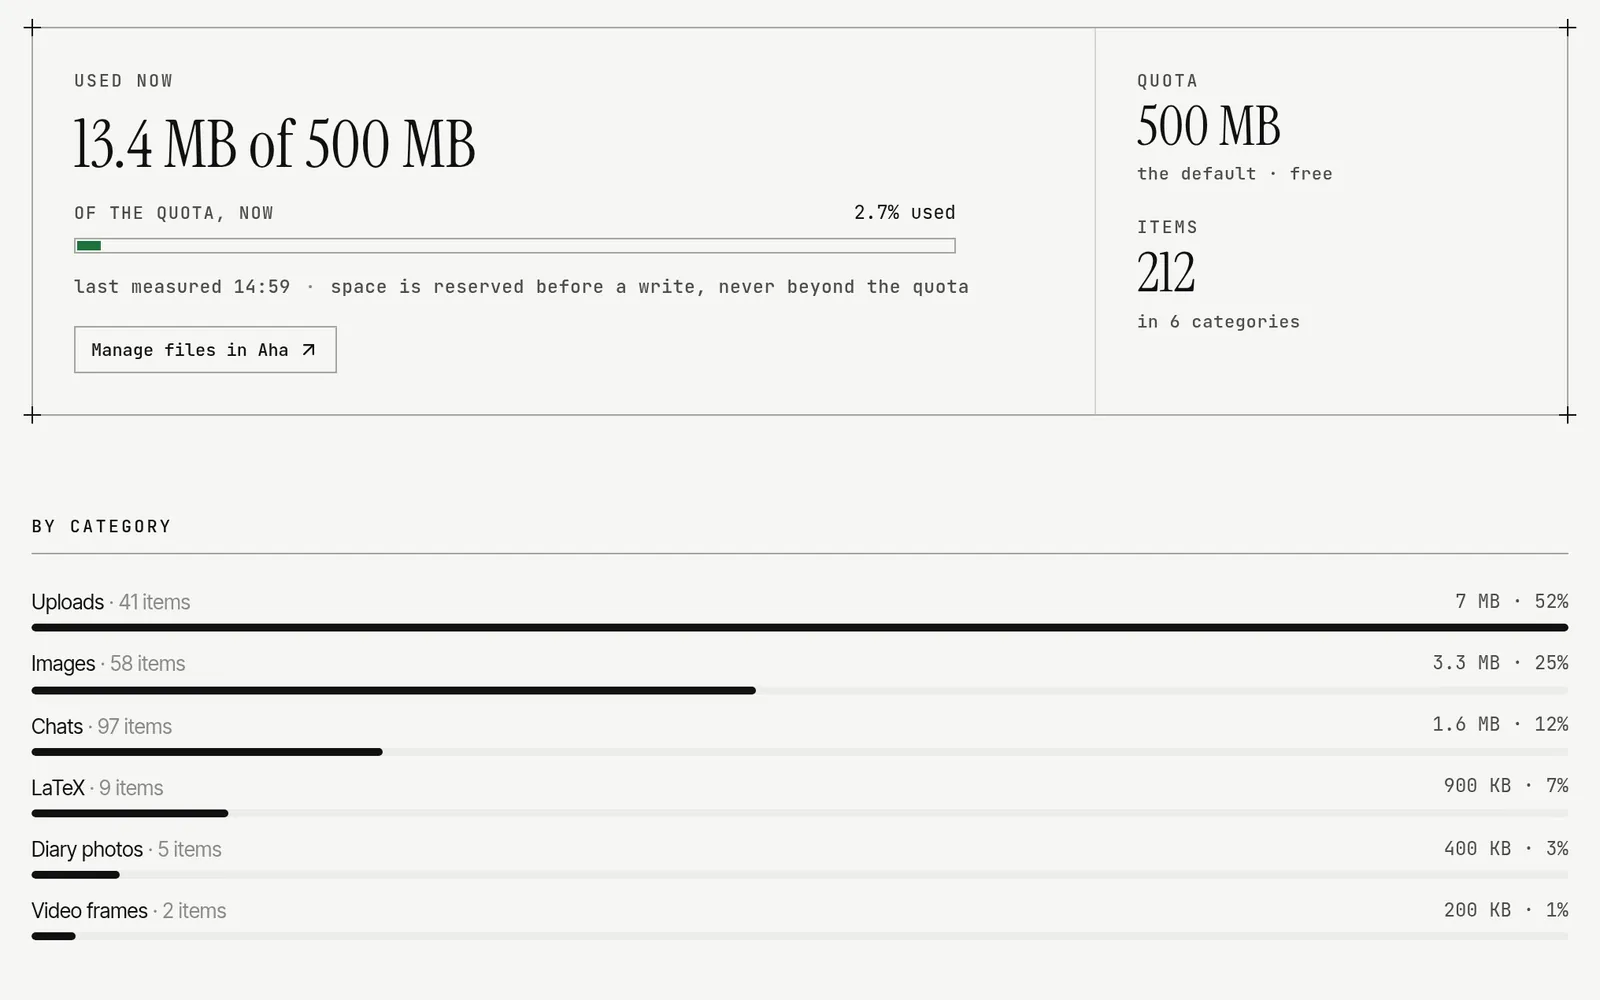 USED NOW
13.4 MB of 500 MB
OF THE QUOTA, NOW
2.7% used
last measured 14:59 · space is reserved before a write, never beyond the quota
Manage files in Aha ↗
QUOTA
500 MB
the default · free
ITEMS
212
in 6 categories
BY CATEGORY
Uploads · 41 items
7 MB · 52%
Images · 58 items
3.3 MB · 25%
Chats · 97 items
1.6 MB · 12%
LaTeX · 9 items
900 KB · 7%
Diary photos · 5 items
400 KB · 3%
Video frames · 2 items
200 KB · 1%